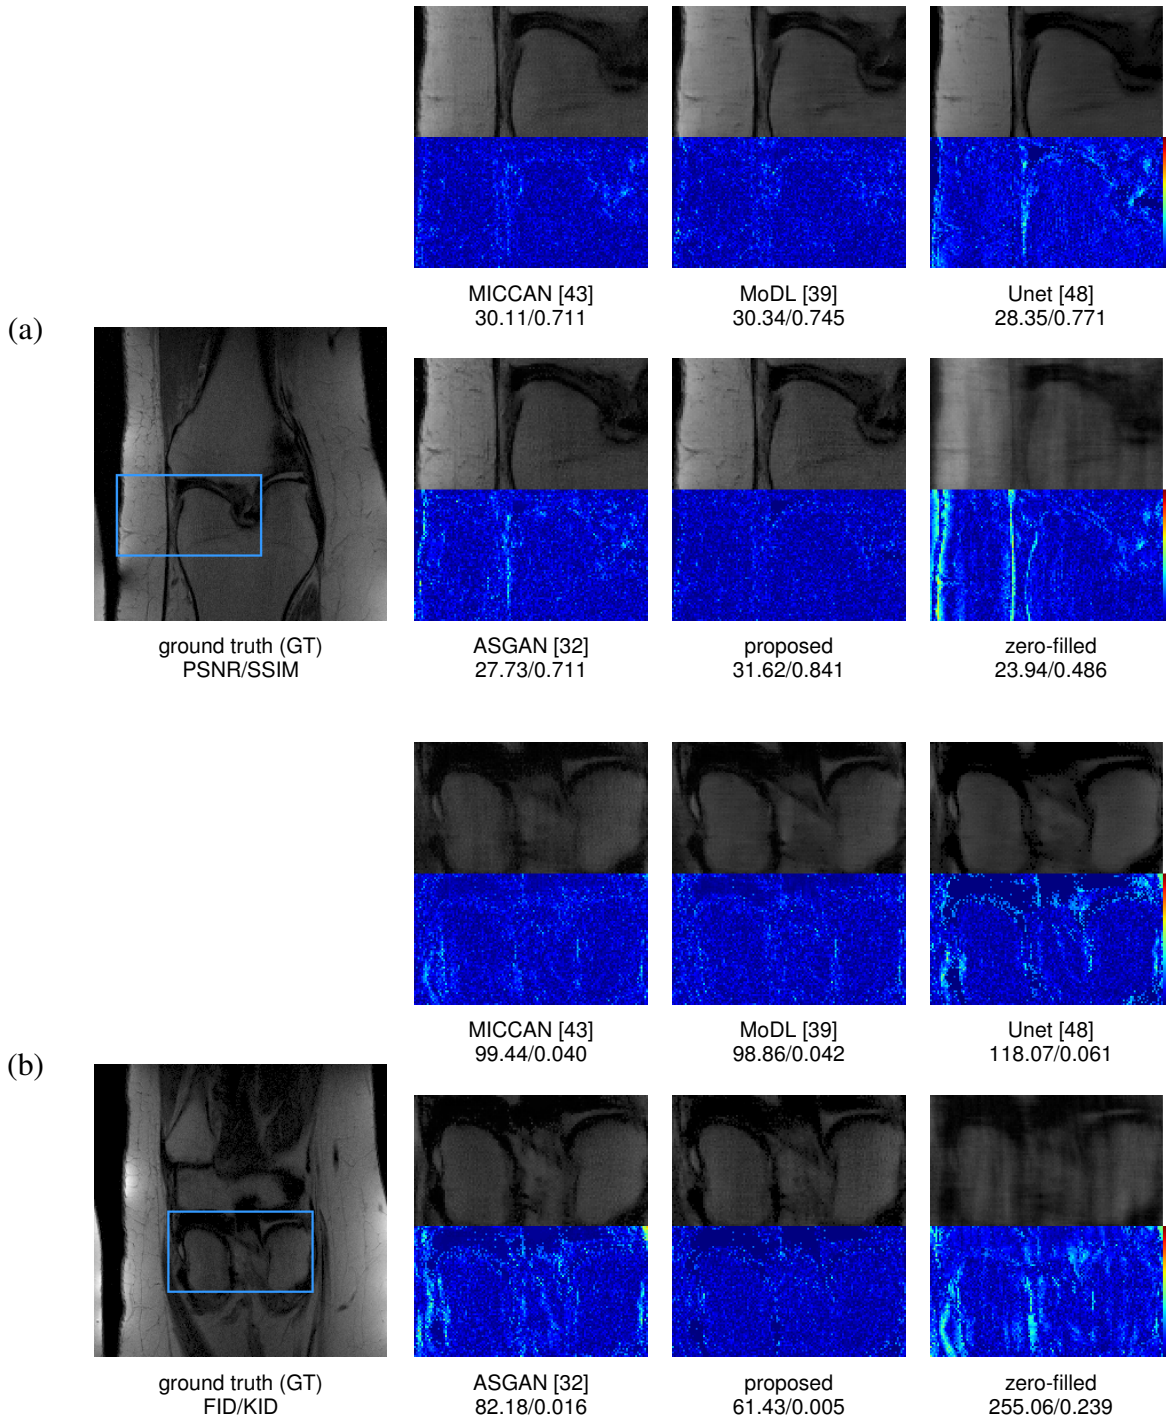 MICCAN [43]
30.11/0.711
MoDL [39]
30.34/0.745
Unet [48]
28.35/0.771
(a)
ground truth (GT)
PSNR/SSIM
ASGAN [32]
27.73/0.711
proposed
31.62/0.841
zero-filled
23.94/0.486
MICCAN [43]
99.44/0.040
MoDL [39]
98.86/0.042
Unet [48]
118.07/0.061
(b)
ground truth (GT)
FID/KID
ASGAN [32]
82.18/0.016
proposed
61.43/0.005
zero-filled
255.06/0.239